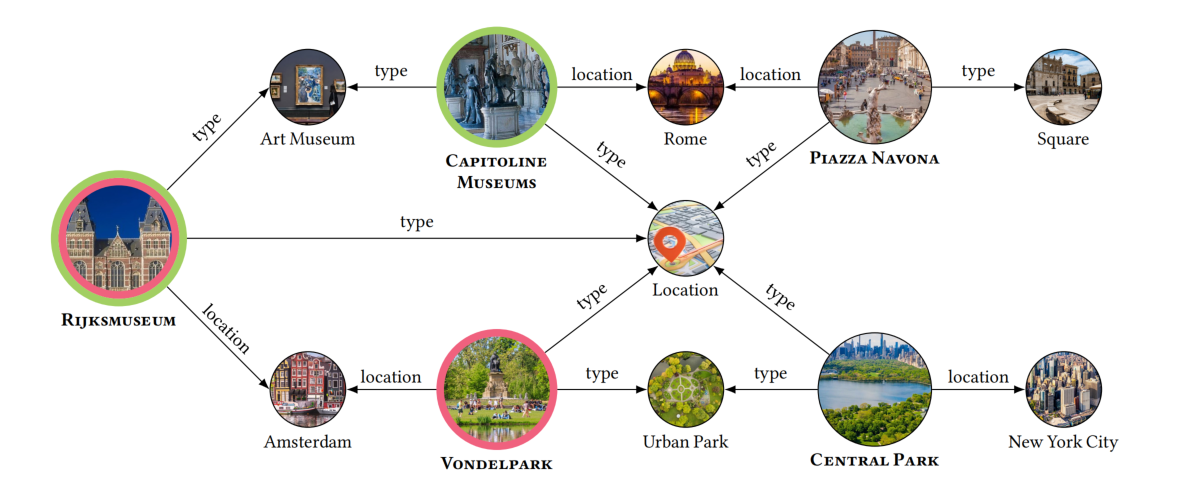 type
location
location
type
Art Museum
Rome
Square
CAPITOLINE
MUSEUMS
PIAZZA NAVONA
type
type
type
type
Location
RIJKSMUSEUM
location
type
type
location
type
type
location
Amsterdam
Urban Park
New York City
VONDELPARK
CENTRAL PARK